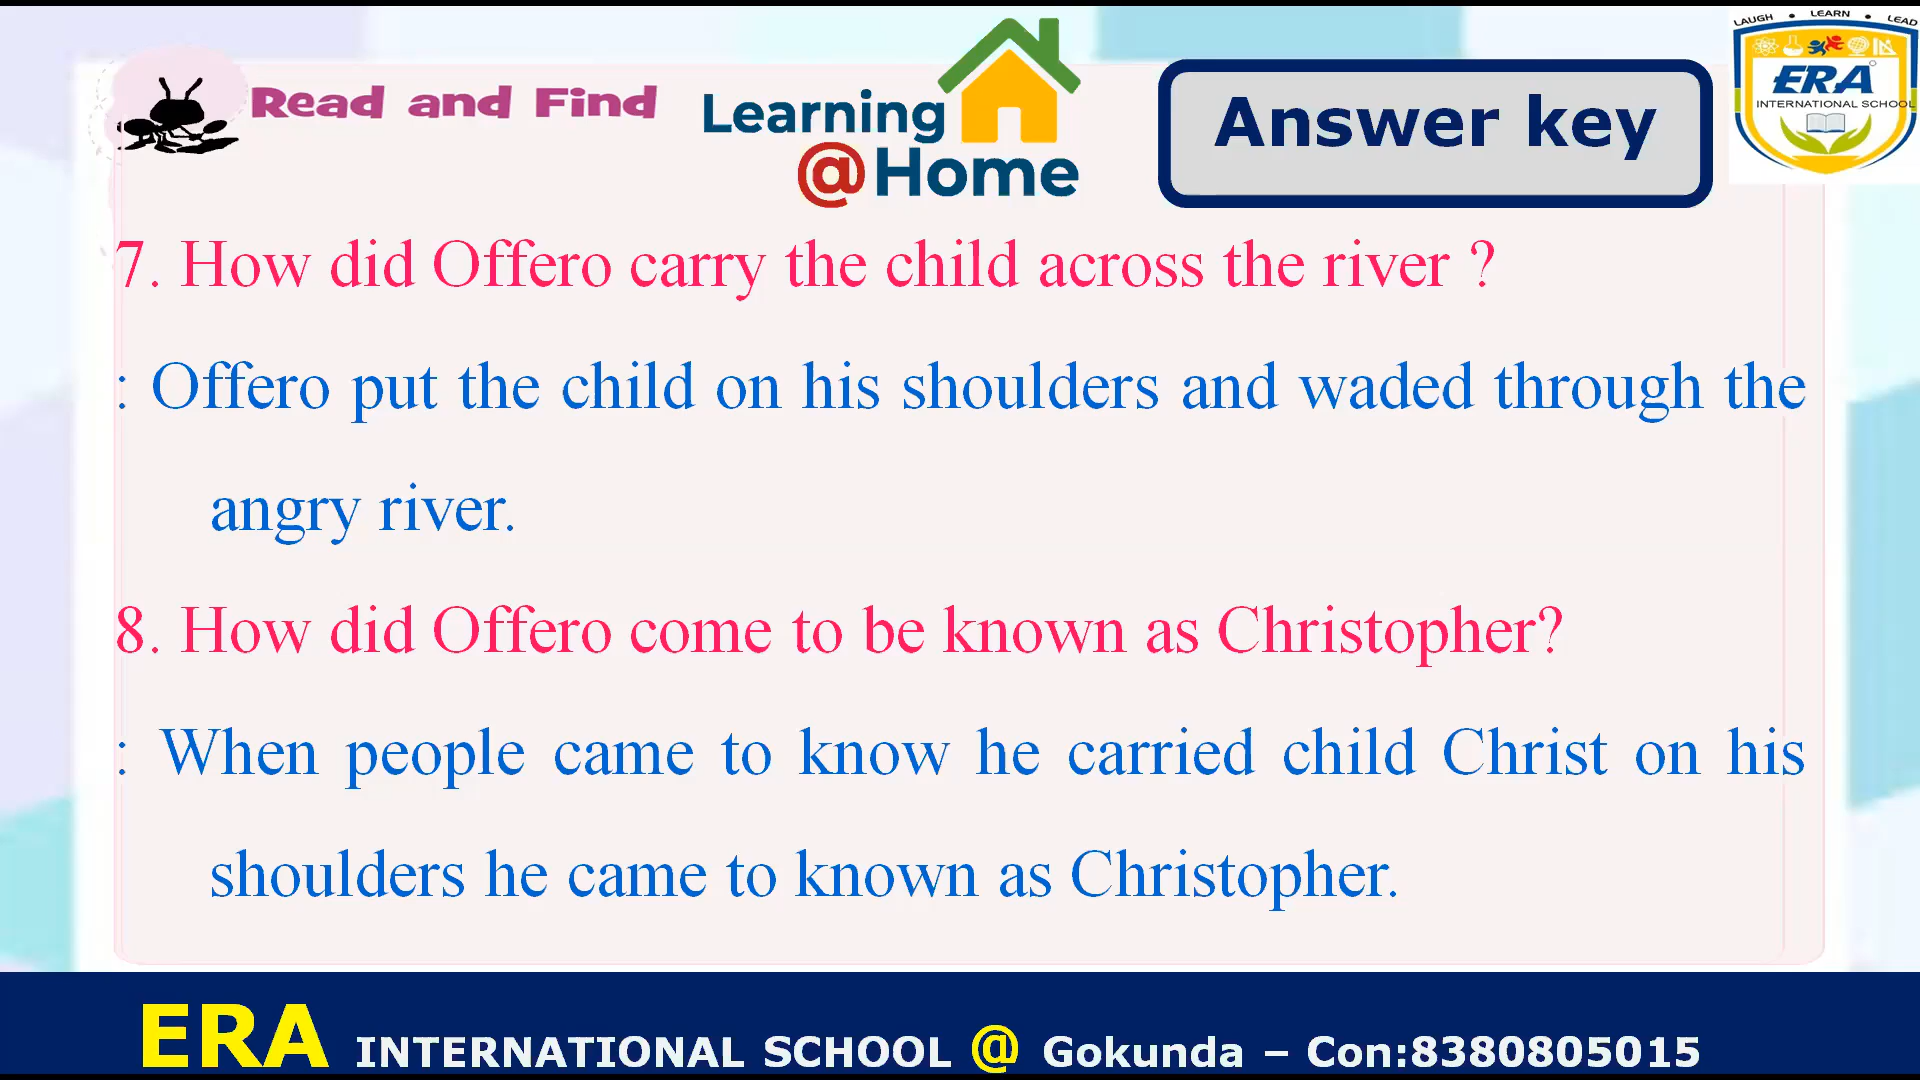 LAUGH • LEARN • LEAD
ERA
INTERNATIONAL SCHOOL
Read and Find
Learning
@Home
Answer key
7. How did Offero carry the child across the river ?
: Offero put the child on his shoulders and waded through the
angry river.
8. How did Offero come to be known as Christopher?
: When people came to know he carried child Christ on his
shoulders he came to known as Christopher.
ERA INTERNATIONAL SCHOOL @ Gokunda – Con:8380805015